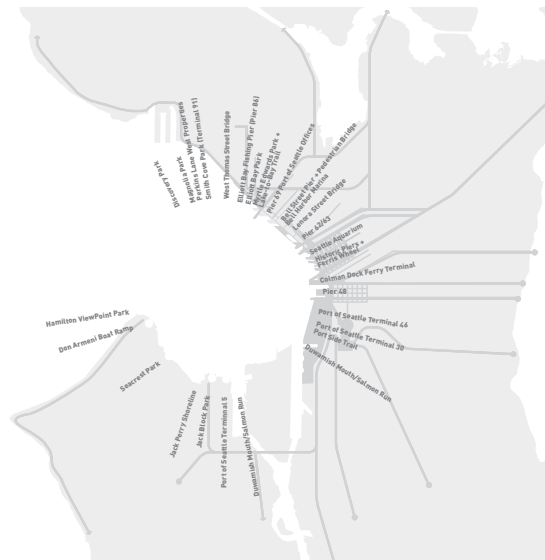 Discovery Park
Magnolia Park
Perkins Lane West Properties
Smith Cove Park (Terminal 91)
West Thomas Street Bridge
Elliott Bay Fishing Pier (Pier 86)
Elliott Bay Park
Myrtle Edwards Park +
Lake-to-Bay Trail
Pier 69 Port of Seattle Offices
Bell Street Pier + Pedestrian Bridge
Bell Harbor Marina
Lenora Street Bridge
Pier 62/63
Seattle Aquarium
Historic Piers +
Ferris Wheel
Colman Dock Ferry Terminal
Pier 48
Port of Seattle Terminal 46
Port of Seattle Terminal 30
Port Side Trail
Duwamish Mouth/Salmon Run
Hamilton ViewPoint Park
Don Armeni Boat Ramp
Seacrest Park
Jack Perry Shoreline
Jack Block Park
Port of Seattle Terminal 5
Duwamish Mouth/Salmon Run